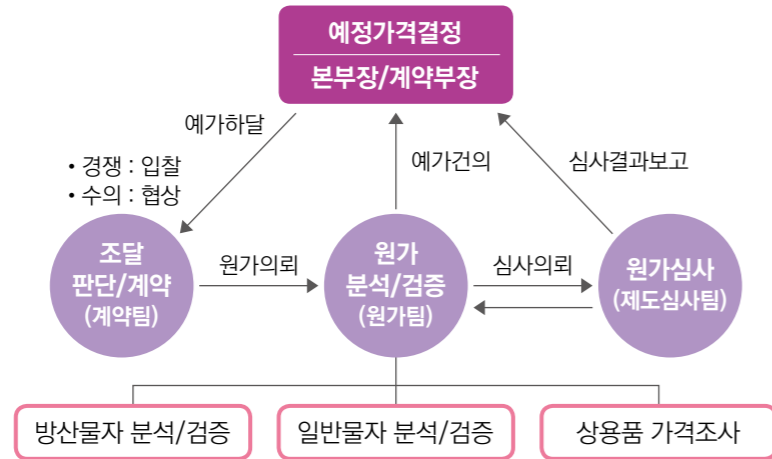 예정가격결정
본부장/계약부장
예가하달
• 경쟁 : 입찰
• 수의 : 협상
예가건의
심사결과보고
조달
판단/계약
(계약팀)
원가의뢰
원가
분석/검증
(원가팀)
심사의뢰
원가심사
(제도심사팀)
방산물자 분석/검증
일반물자 분석/검증
상용품 가격조사